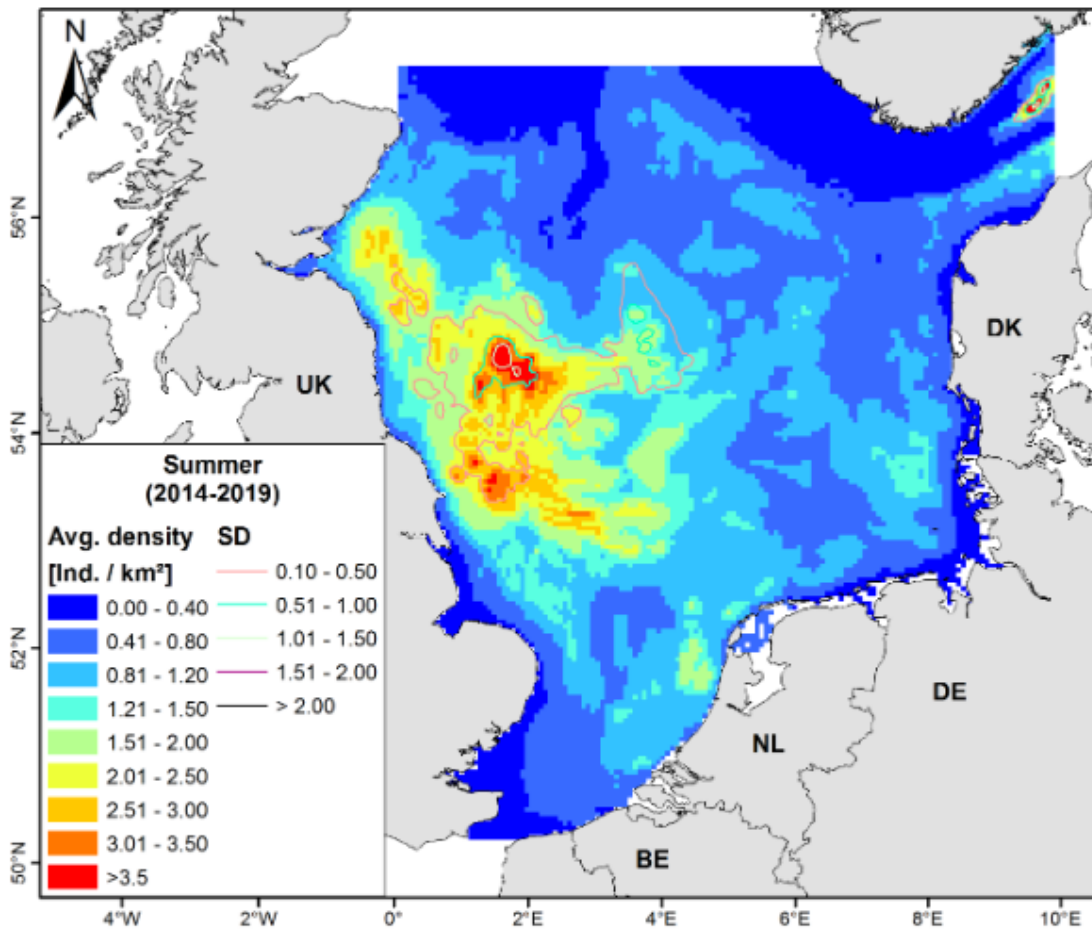 N
56°N
54°N
52°N
50°N
UK
DK
DE
NL
BE
Summer
(2014-2019)
Avg. density SD
[Ind. / km²]
0.00 - 0.40
0.41 - 0.80
0.81 - 1.20
1.21 - 1.50
1.51 - 2.00
2.01 - 2.50
2.51 - 3.00
3.01 - 3.50
>3.5
0.10 - 0.50
0.51 - 1.00
1.01 - 1.50
1.51 - 2.00
> 2.00
4°W 2°W 0° 2°E 4°E 6°E 8°E 10°E